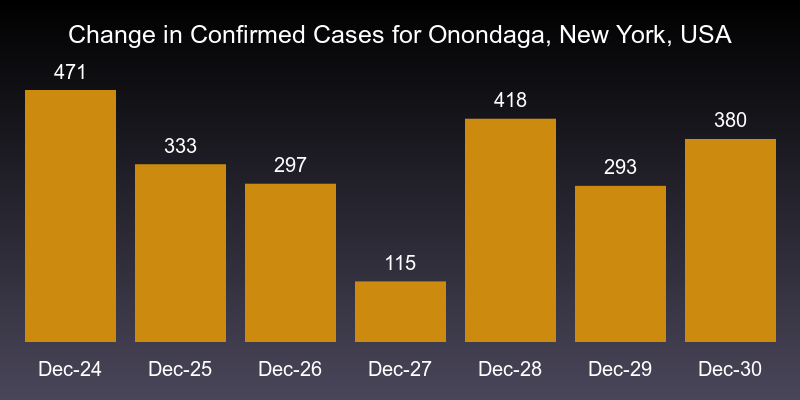 Change in Confirmed Cases for Onondaga, New York, USA
471
333
297
115
418
293
380
Dec-24
Dec-25
Dec-26
Dec-27
Dec-28
Dec-29
Dec-30